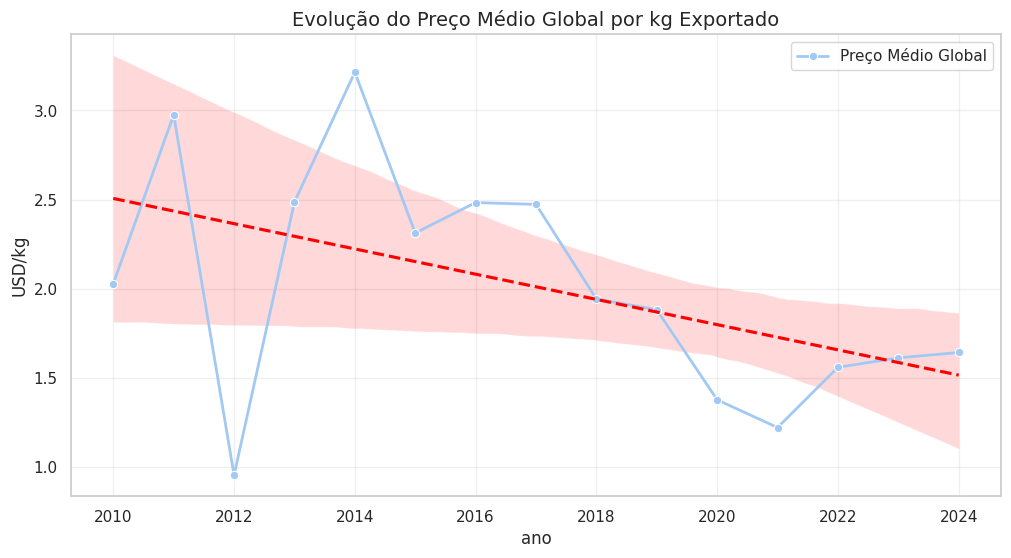 Evolução do Preço Médio Global por kg Exportado
Preço Médio Global
USD/kg
3.0
2.5
2.0
1.5
1.0
2010 2012 2014 2016 2018 2020 2022 2024
ano